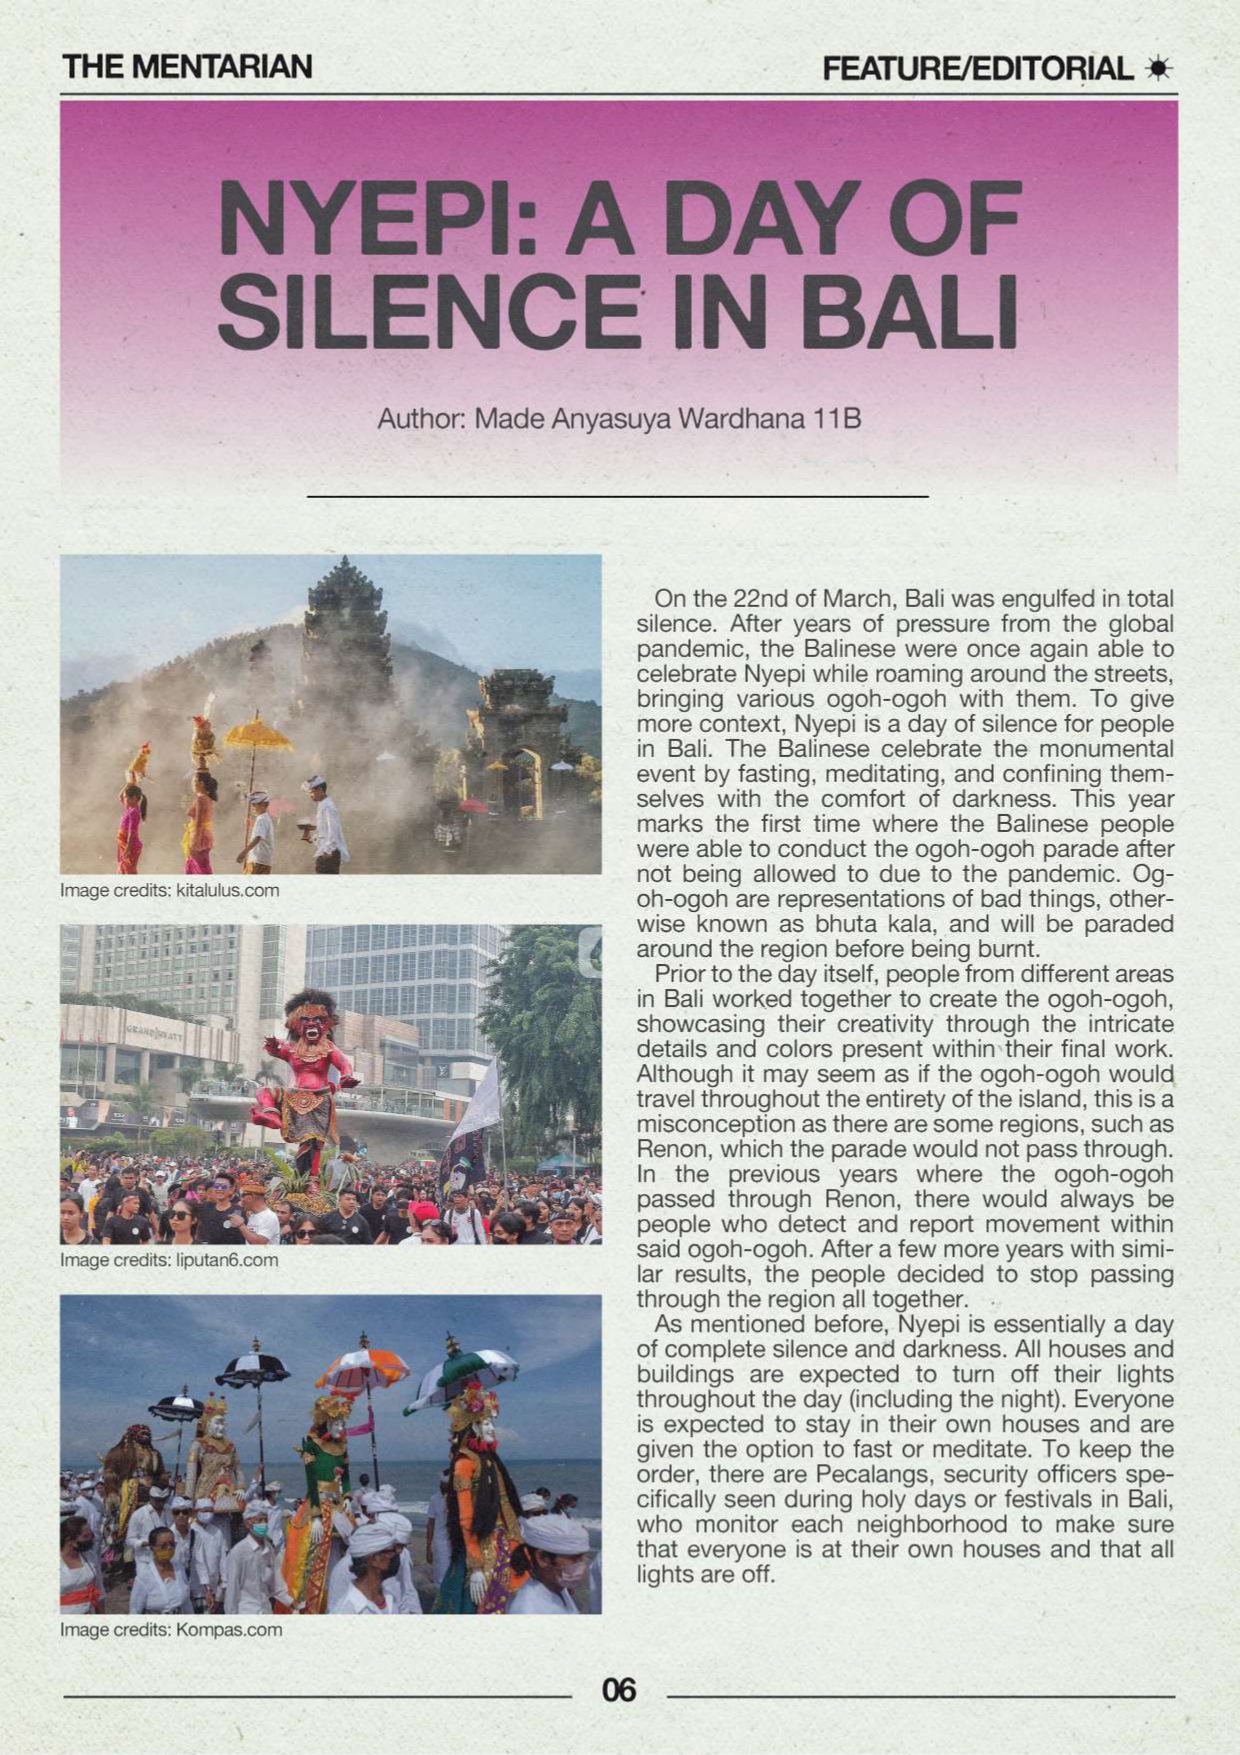 THE MENTARIAN
FEATURE/EDITORIAL
NYEPI: A DAY OF
SILENCE IN BALI
Author: Made Anyasuya Wardhana 11B
Image credits: kitalulus.com
GRAND HYATT
Image credits: liputan6.com
Image credits: Kompas.com
On the 22nd of March, Bali was engulfed in total
silence. After years of pressure from the global
pandemic, the Balinese were once again able to
celebrate Nyepi while roaming around the streets,
bringing various ogoh-ogoh with them. To give
more context, Nyepi is a day of silence for people
in Bali. The Balinese celebrate the monumental
event by fasting, meditating, and confining them-
selves with the comfort of darkness. This year
marks the first time where the Balinese people
were able to conduct the ogoh-ogoh parade after
not being allowed to due to the pandemic. Og-
oh-ogoh are representations of bad things, other-
wise known as bhuta kala, and will be paraded
around the region before being burnt.
Prior to the day itself, people from different areas
in Bali worked together to create the ogoh-ogoh,
showcasing their creativity through the intricate
details and colors present within their final work.
Although it may seem as if the ogoh-ogoh would
travel throughout the entirety of the island, this is a
misconception as there are some regions, such as
Renon, which the parade would not pass through.
In the previous years where the ogoh-ogoh
passed through Renon, there would always be
people who detect and report movement within
said ogoh-ogoh. After a few more years with simi-
lar results, the people decided to stop passing
through the region all together.
As mentioned before, Nyepi is essentially a day
of complete silence and darkness. All houses and
buildings are expected to turn off their lights
throughout the day (including the night). Everyone
is expected to stay in their own houses and are
given the option to fast or meditate. To keep the
order, there are Pecalangs, security officers spe-
cifically seen during holy days or festivals in Bali,
who monitor each neighborhood to make sure
that everyone is at their own houses and that all
lights are off.
06